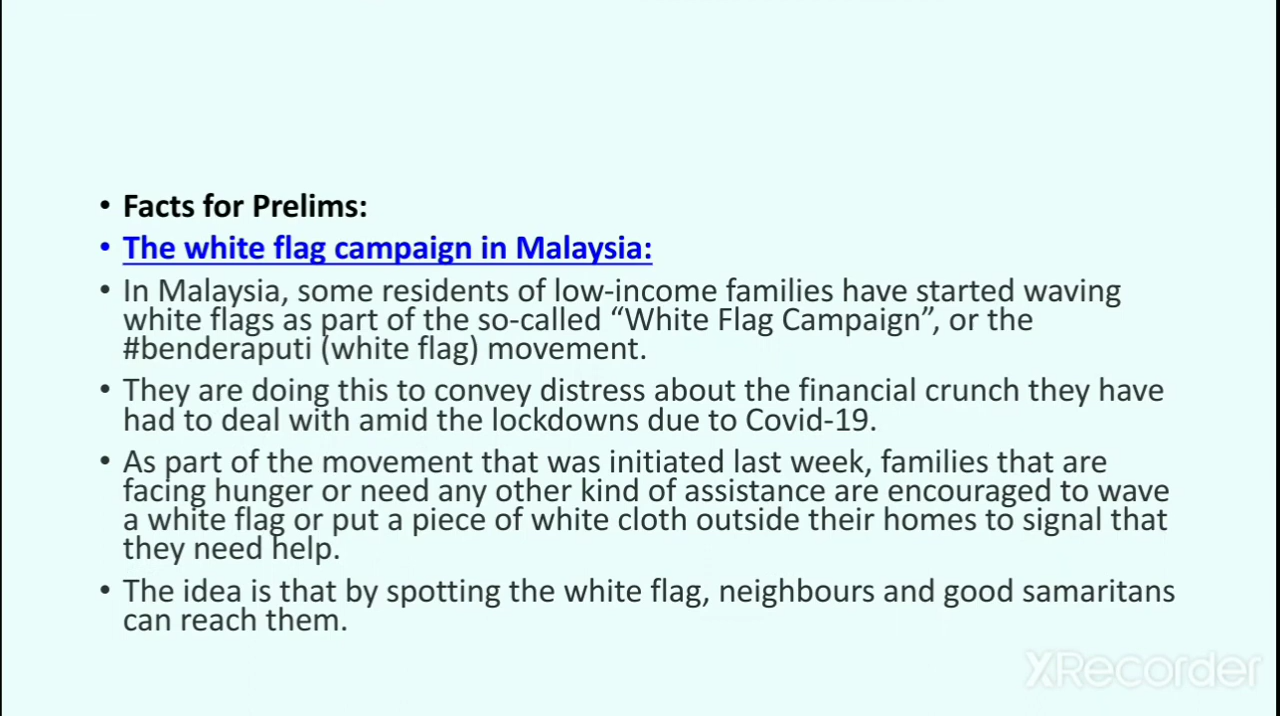 • Facts for Prelims:
• The white flag campaign in Malaysia:
• In Malaysia, some residents of low-income families have started waving
white flags as part of the so-called “White Flag Campaign”, or the
#benderaputi (white flag) movement.
• They are doing this to convey distress about the financial crunch they have
had to deal with amid the lockdowns due to Covid-19.
• As part of the movement that was initiated last week, families that are
facing hunger or need any other kind of assistance are encouraged to wave
a white flag or put a piece of white cloth outside their homes to signal that
they need help.
• The idea is that by spotting the white flag, neighbours and good samaritans
can reach them.
XRecorder